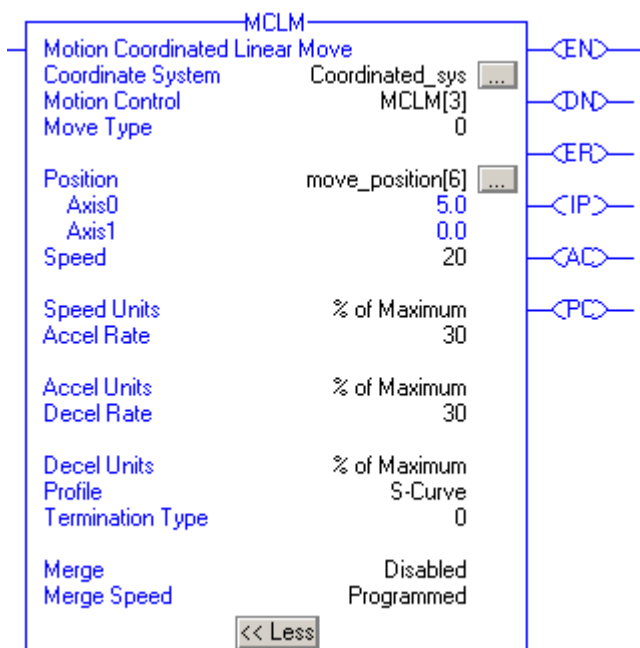 MCLM
Motion Coordinated Linear Move
EN
Coordinate System Coordinated_sys ...
Motion Control MCLM[3]
DN
Move Type 0
ER
Position move_position[6] ...
Axis0 5.0
IP
Axis1 0.0
Speed 20
AC
Speed Units % of Maximum
PC
Accel Rate 30
Accel Units % of Maximum
Decel Rate 30
Decel Units % of Maximum
Profile S-Curve
Termination Type 0
Merge Disabled
Merge Speed Programmed
<< Less